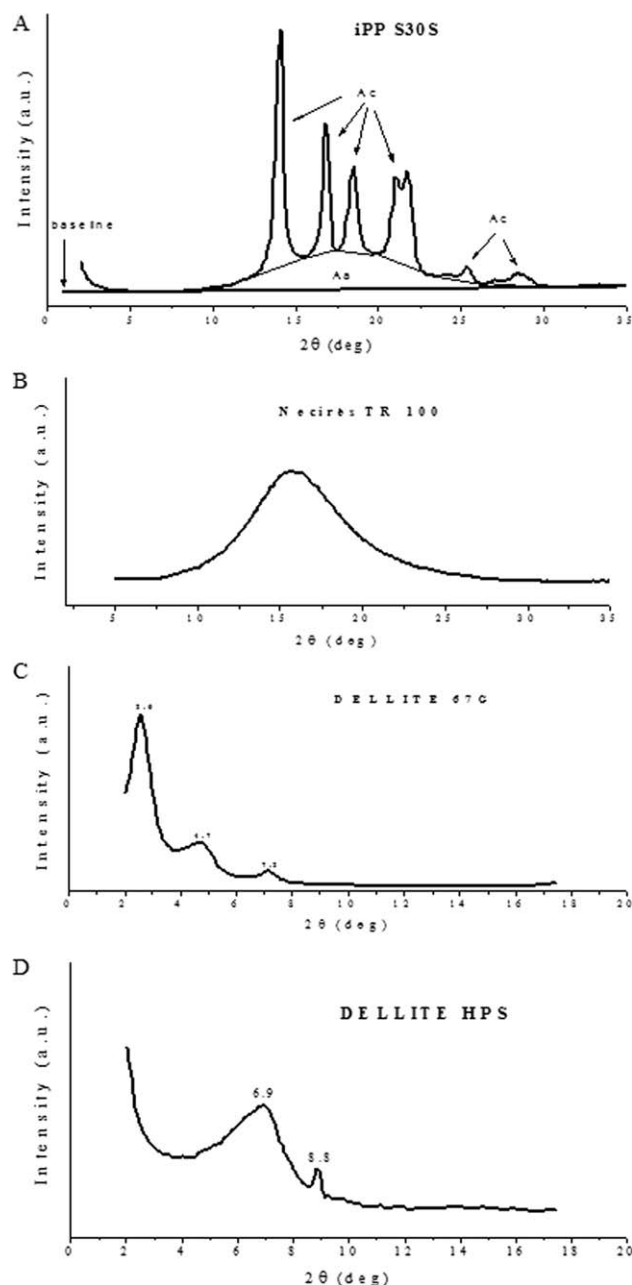 A
iPP S30S
Ac
Intensity (a.u.)
baseline
Ac
Aa
0 5 10 15 20 25 30 35
2θ (deg)
B
Necirès TR 100
Intensity (a.u.)
5 10 15 20 25 30 35
2θ (deg)
C
DELLITE 67G
Intensity (a.u.)
4.7
0 2 4 6 8 10 12 14 16 18 20
2θ (deg)
D
DELLITE HPS
Intensity (a.u.)
6.9
8.8
0 2 4 6 8 10 12 14 16 18 20
2θ (deg)